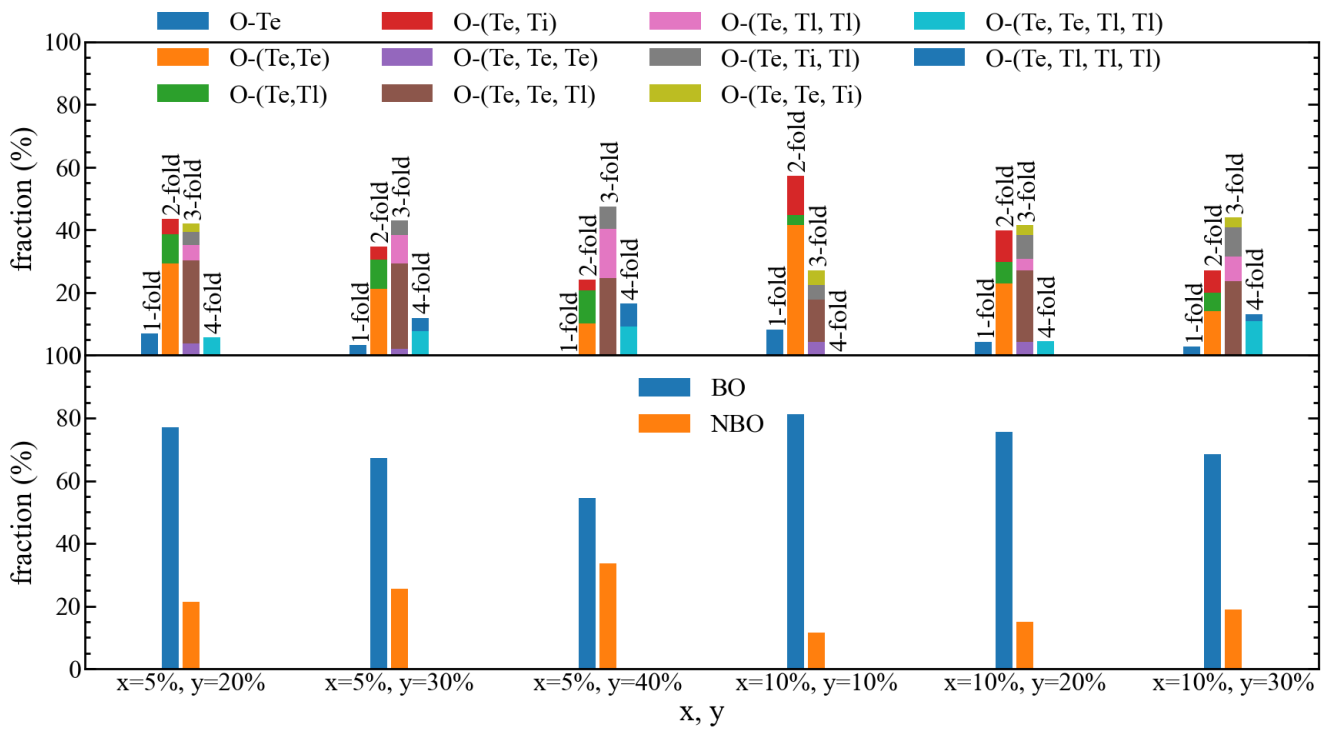 O-Te
O-(Te, Ti)
O-(Te, Tl, Tl)
O-(Te, Te, Tl, Tl)
O-(Te,Te)
O-(Te, Te, Te)
O-(Te, Ti, Tl)
O-(Te, Tl, Tl, Tl)
O-(Te,Tl)
O-(Te, Te, Tl)
O-(Te, Te, Ti)
fraction (%)
100
80
60
40
20
100
1-fold
2-fold
3-fold
4-fold
1-fold
2-fold
3-fold
4-fold
1-fold
2-fold
3-fold
4-fold
1-fold
2-fold
3-fold
4-fold
1-fold
2-fold
3-fold
4-fold
1-fold
2-fold
3-fold
4-fold
BO
NBO
fraction (%)
80
60
40
20
0
x=5%, y=20%
x=5%, y=30%
x=5%, y=40%
x=10%, y=10%
x=10%, y=20%
x=10%, y=30%
x, y